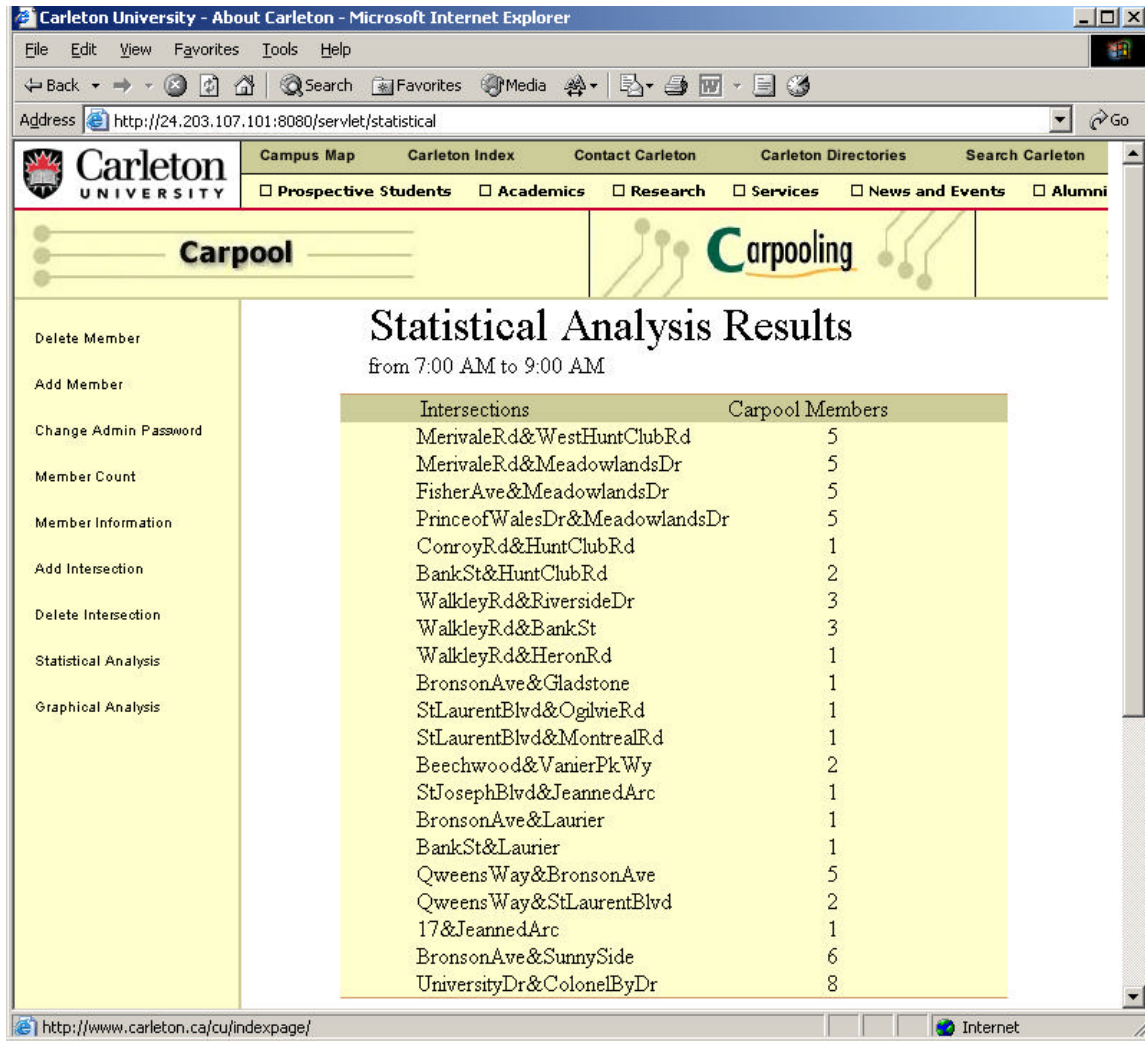 Carleton University - About Carleton - Microsoft Internet Explorer
File Edit View Favorites Tools Help
Back Search Favorites Media
Address http://24.203.107.101:8080/servlet/statistical Go
Carleton UNIVERSITY
Campus Map Carleton Index Contact Carleton Carleton Directories Search Carleton
Prospective Students Academics Research Services News and Events Alumni
Carpool
Carpooling
Delete Member
Add Member
Change Admin Password
Member Count
Member Information
Add Intersection
Delete Intersection
Statistical Analysis
Graphical Analysis
Statistical Analysis Results
from 7:00 AM to 9:00 AM
Intersections Carpool Members
MerivaleRd&WestHuntClubRd 5
MerivaleRd&MeadowlandsDr 5
FisherAve&MeadowlandsDr 5
PrinceofWalesDr&MeadowlandsDr 5
ConroyRd&HuntClubRd 1
BankSt&HuntClubRd 2
WalkleyRd&RiversideDr 3
WalkleyRd&BankSt 3
WalkleyRd&HeronRd 1
BronsonAve&Gladstone 1
StLaurentBlvd&OgilvieRd 1
StLaurentBlvd&MontrealRd 1
Beechwood&VanierPkWy 2
StJosephBlvd&JeannedArc 1
BronsonAve&Laurier 1
BankSt&Laurier 1
QweensWay&BronsonAve 5
QweensWay&StLaurentBlvd 2
17&JeannedArc 1
BronsonAve&SunnySide 6
UniversityDr&ColonelByDr 8
http://www.carleton.ca/cu/indexpage/ Internet